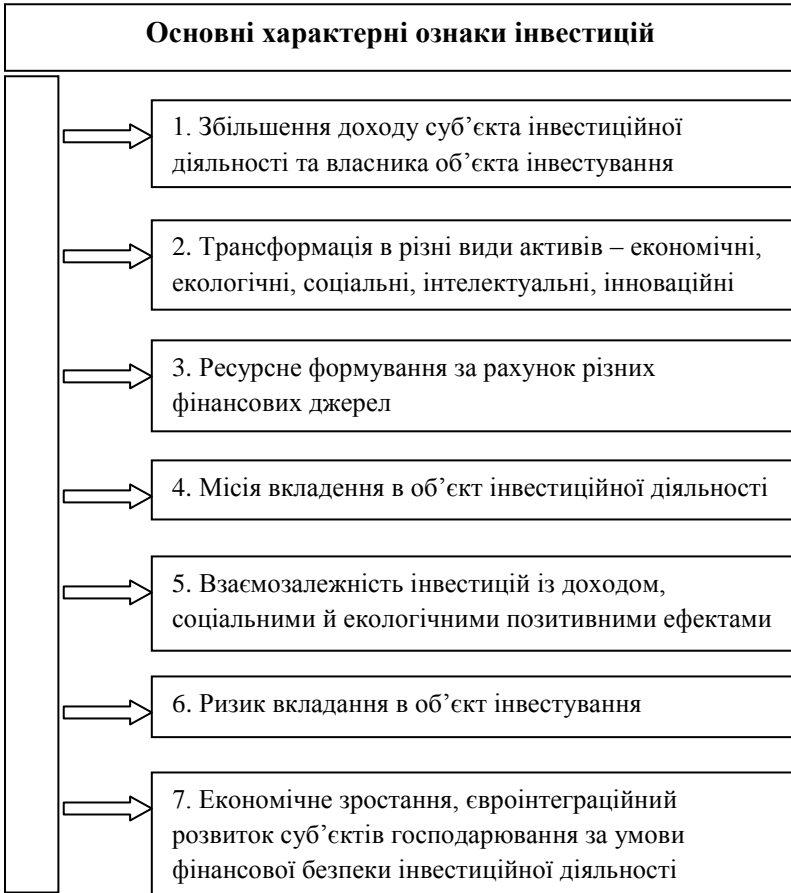 Основні характерні ознаки інвестицій
1. Збільшення доходу суб’єкта інвестиційної
діяльності та власника об’єкта інвестування
2. Трансформація в різні види активів – економічні,
екологічні, соціальні, інтелектуальні, інноваційні
3. Ресурсне формування за рахунок різних
фінансових джерел
4. Місія вкладення в об’єкт інвестиційної діяльності
5. Взаємозалежність інвестицій із доходом,
соціальними й екологічними позитивними ефектами
6. Ризик вкладання в об’єкт інвестування
7. Економічне зростання, євроінтеграційний
розвиток суб’єктів господарювання за умови
фінансової безпеки інвестиційної діяльності